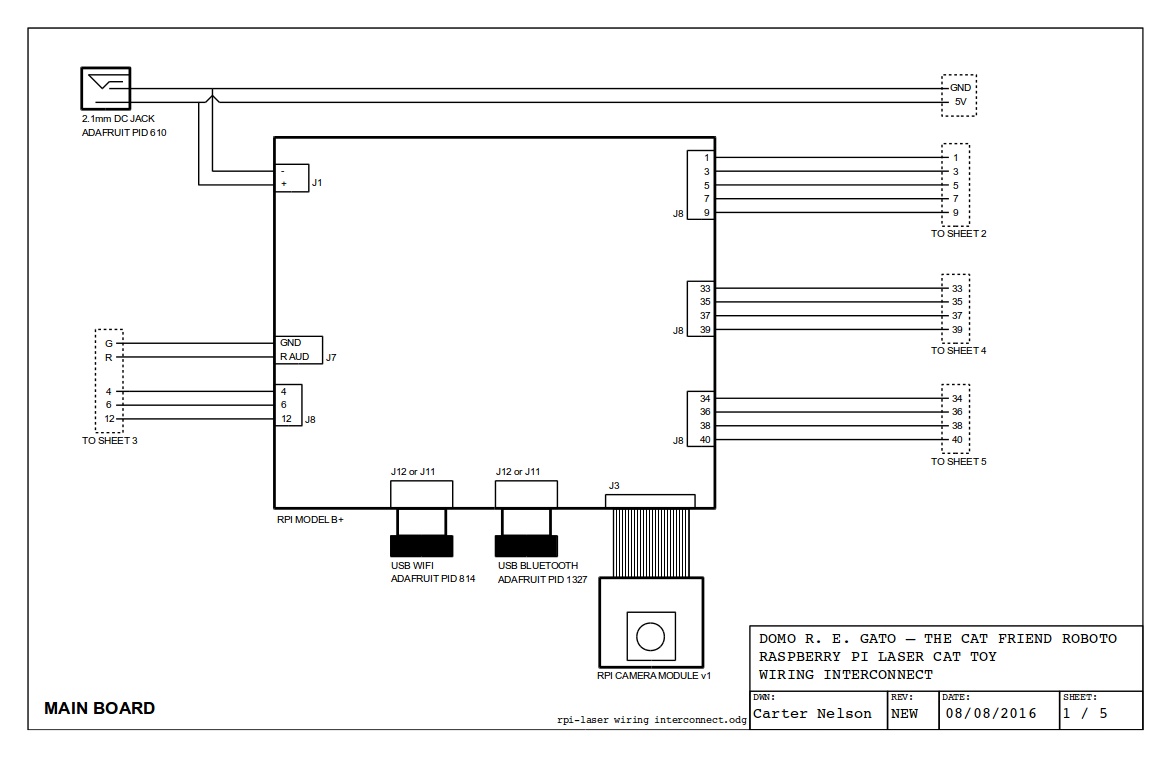 2.1mm DC JACK
ADAFRUIT PID 610
GND
5V
-
+
J1
1
3
5
7
9
J8
1
3
5
7
9
TO SHEET 2
33
35
37
39
J8
33
35
37
39
TO SHEET 4
G
R
4
6
12
TO SHEET 3
GND
R AUD
J7
4
6
12
J8
34
36
38
40
J8
34
36
38
40
TO SHEET 5
J12 or J11
J12 or J11
J3
RPI MODEL B+
USB WIFI
ADAFRUIT PID 814
USB BLUETOOTH
ADAFRUIT PID 1327
RPI CAMERA MODULE v1
MAIN BOARD
rpi-laser wiring interconnect.odg
DOMO R. E. GATO – THE CAT FRIEND ROBOTO
RASPBERRY PI LASER CAT TOY
WIRING INTERCONNECT
DWN:
Carter Nelson
REV:
NEW
DATE:
08/08/2016
SHEET:
1 / 5